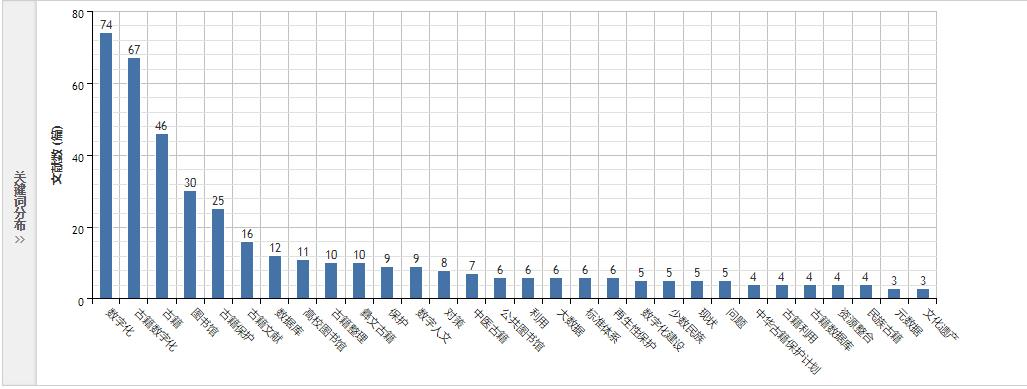 关键词分布
»
文献数 (篇)
80
60
40
20
0
74
67
46
30
25
16
12
11
10
10
9
9
8
7
6
6
6
6
6
5
5
5
5
4
4
4
4
4
3
3
数字化
古籍数字化
古籍
图书馆
古籍保护
古籍文献
数据库
高校图书馆
古籍整理
彝文古籍
保护
数字人文
对策
中医古籍
公共图书馆
利用
大数据
标准体系
再生性保护
数字化建设
少数民族
现状
问题
中华古籍保护计划
古籍利用
古籍数据库
资源整合
民族古籍
元数据
文化遗产